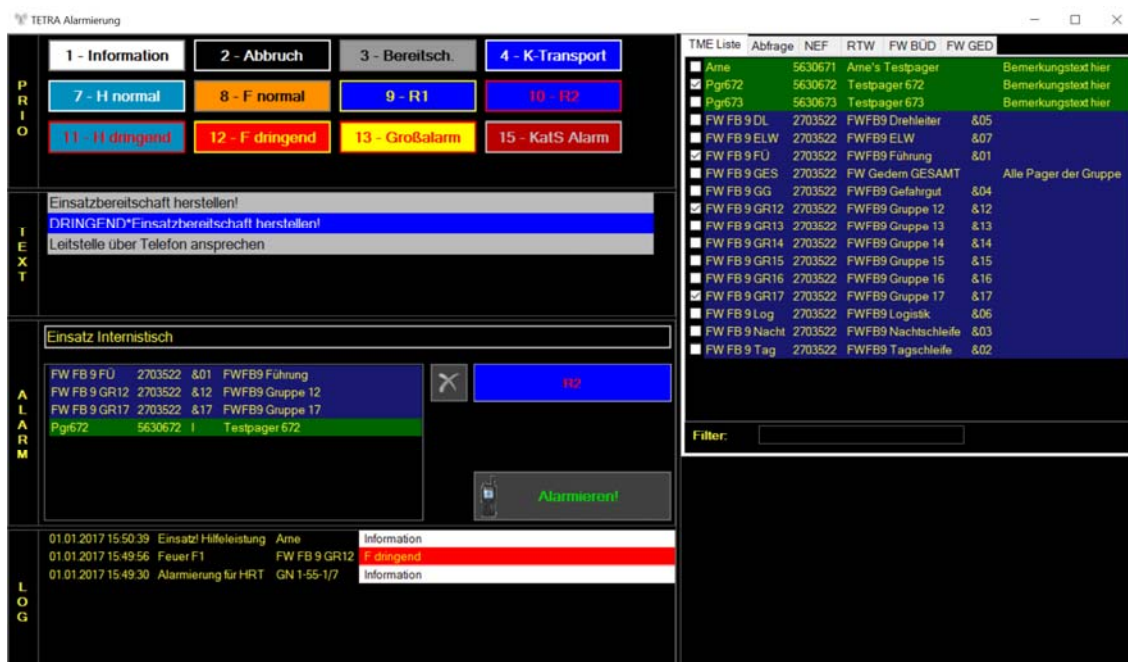 TETRA Alarmierung
PRIO
1 - Information 2 - Abbruch 3 - Bereitsch. 4 - K-Transport
7 - H normal 8 - F normal 9 - R1 10 - R2
11 - H dringend 12 - F dringend 13 - Großalarm 15 - KatS Alarm
TEXT
Einsatzbereitschaft herstellen!
DRINGEND*Einsatzbereitschaft herstellen!
Leitstelle über Telefon ansprechen
ALARM
Einsatz Internistisch
FW FB 9 FÜ 2703522 &01 FWFB9 Führung
FW FB 9 GR12 2703522 &12 FWFB9 Gruppe 12
FW FB 9 GR17 2703522 &17 FWFB9 Gruppe 17
Pgr672 5630672 I Testpager 672
R2
Alarmieren!
LOG
01.01.2017 15:50:39 Einsatz! Hilfeleistung Arne Information
01.01.2017 15:49:56 Feuer F1 FW FB 9 GR12 F dringend
01.01.2017 15:49:30 Alarmierung für HRT GN 1-55-1/7 Information
TME Liste Abfrage NEF RTW FW BÜD FW GED
Arne 5630671 Arne's Testpager Bemerkungstext hier
Pgr672 5630672 Testpager 672 Bemerkungstext hier
Pgr673 5630673 Testpager 673 Bemerkungstext hier
FW FB 9 DL 2703522 FWFB9 Drehleiter &05
FW FB 9 ELW 2703522 FWFB9 ELW &07
FW FB 9 FÜ 2703522 FWFB9 Führung &01
FW FB 9 GES 2703522 FW Gedern GESAMT Alle Pager der Gruppe
FW FB 9 GG 2703522 FWFB9 Gefahrgut &04
FW FB 9 GR12 2703522 FWFB9 Gruppe 12 &12
FW FB 9 GR13 2703522 FWFB9 Gruppe 13 &13
FW FB 9 GR14 2703522 FWFB9 Gruppe 14 &14
FW FB 9 GR15 2703522 FWFB9 Gruppe 15 &15
FW FB 9 GR16 2703522 FWFB9 Gruppe 16 &16
FW FB 9 GR17 2703522 FWFB9 Gruppe 17 &17
FW FB 9 Log 2703522 FWFB9 Logistik &06
FW FB 9 Nacht 2703522 FWFB9 Nachtschleife &03
FW FB 9 Tag 2703522 FWFB9 Tagschleife &02
Filter: